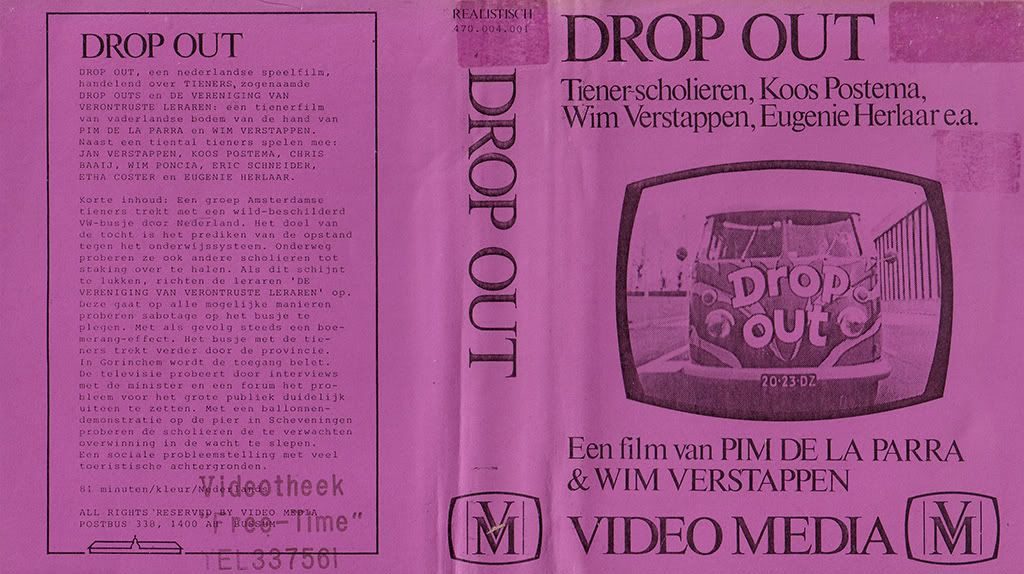 DROP OUT
DROP OUT, een nederlandse speelfilm,
handelend over TIENERS, zogenaamde
DROP OUTS en DE VERENIGING VAN
VERONTRUSTE LERAREN: eën tienerfilm
van vaderlandse bodem van de hand van
PIM DE LA PARRA en WIM VERSTAPPEN.
Naast een tiental tieners spelen mee:
JAN VERSTAPPEN, KOOS POSTEMA, CHRIS
BAAIJ, WIM PONCIA, ERIC SCHNEIDER,
ETHA COSTER en EUGENIE HERLAAR.
Korte inhoud: Een groep Amsterdamse
tieners trekt met een wild-beschilderd
VW-busje door Nederland. Het doel van
de tocht is het prediken van de opstand
tegen het onderwijssysteem. Onderweg
proberen ze ook andere scholieren tot
staking over te halen. Als dit schijnt
te lukken, richten de leraren 'DE
VERENIGING VAN VERONTRUSTE LERAREN' op.
Deze gaat op alle mogelijke manieren
proberen sabotage op het busje te
plegen. Met als gevolg steeds een boe-
merang-effect. Het busje met de tie-
ners trekt verder door de provincie.
In Gorinchem wordt de toegang belet.
De televisie probeert door interviews
met de minister en een forum het pro-
bleem voor het grote publiek duidelijk
uiteen te zetten. Met een ballonnen-
demonstratie op de pier in Scheveningen
proberen de scholieren de te verwachten
overwinning in de wacht te slepen.
Een sociale probleemstelling met veel
toeristische achtergronden.
81 minuten/kleur/Nederlands
Videotheek
ALL RIGHTS RESERVED BY VIDEO MEDIA
POSTBUS 330, 1400 AH BUSSUM
"Free-Time"
TEL 337561
REALISTISCH
470.004.001
DROP OUT
VM
DROP OUT
Tiener-scholieren, Koos Postema,
Wim Verstappen, Eugenie Herlaar e.a.
Drop
out
20-23-DZ
Een film van PIM DE LA PARRA
& WIM VERSTAPPEN
VIDEO MEDIA
VM